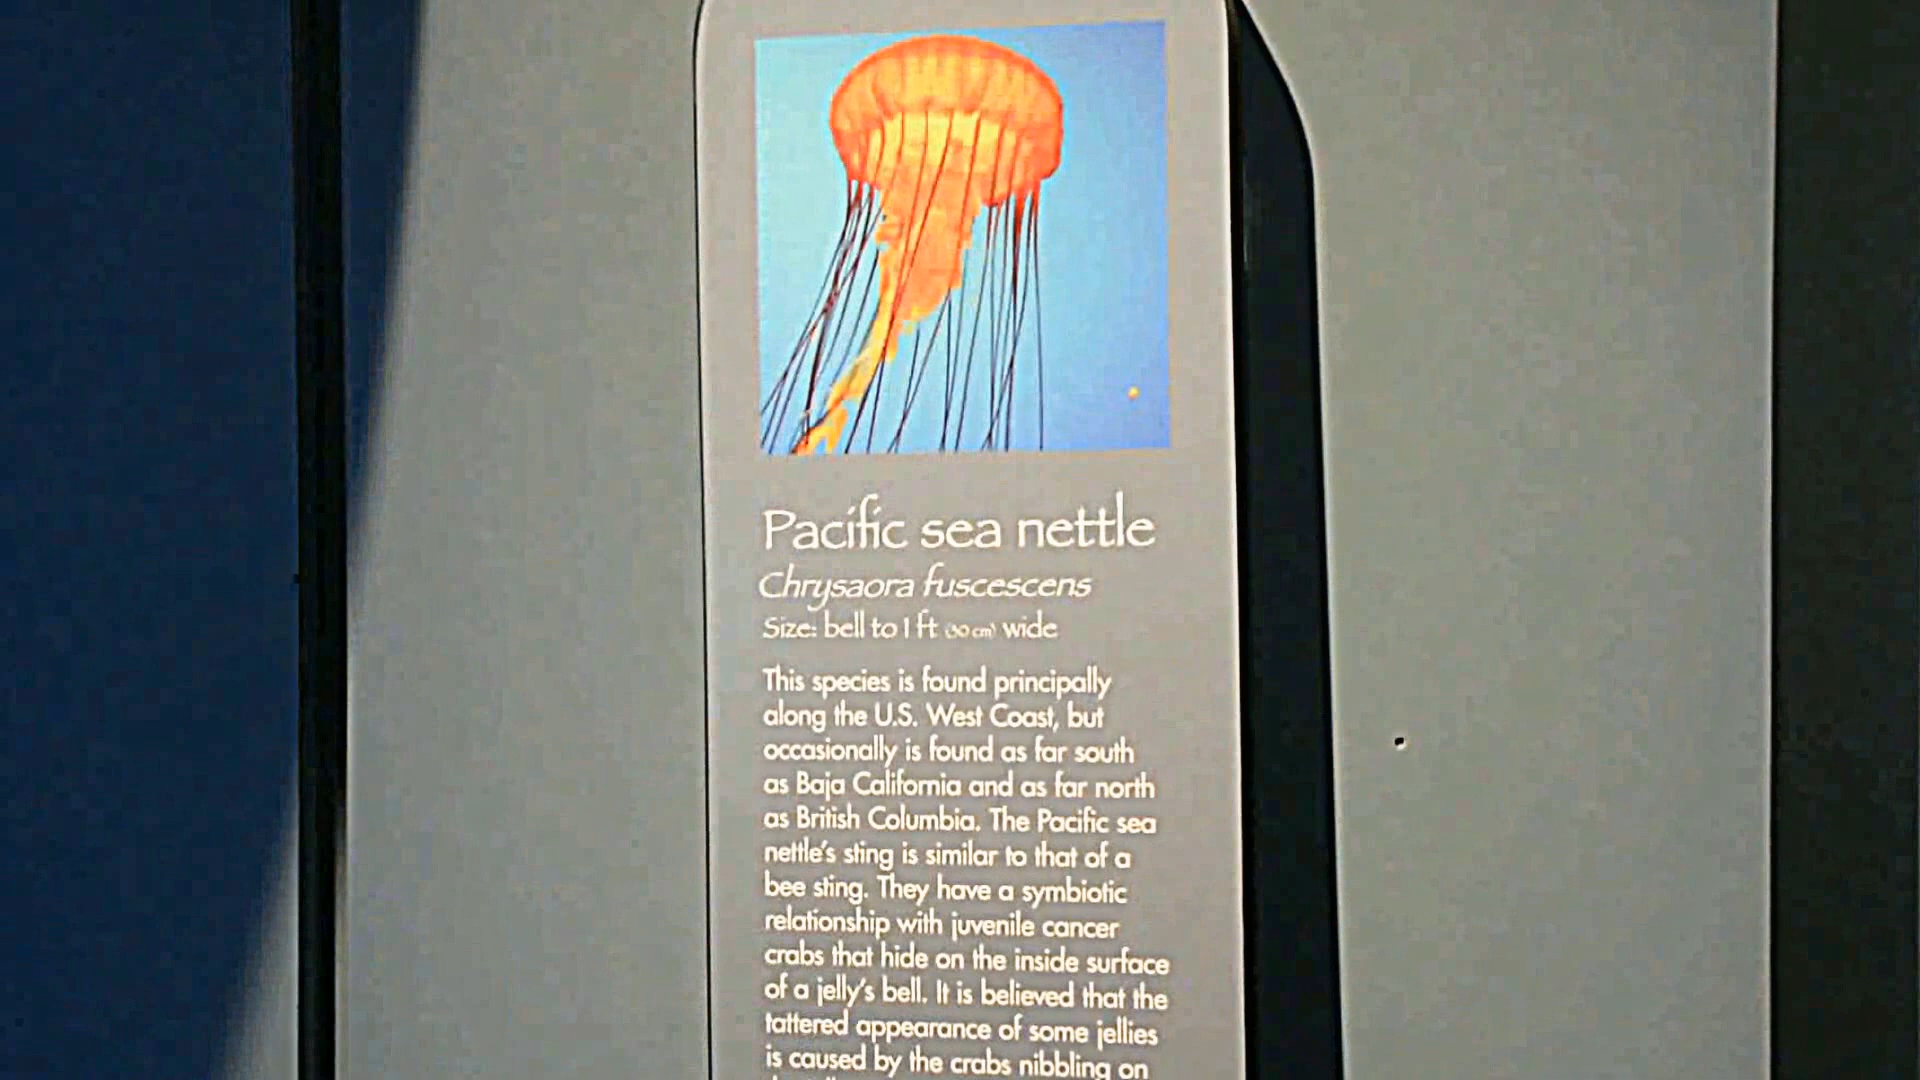 Pacific sea nettle
Chrysaora fuscescens
Size: bell to 1 ft (30 cm) wide
This species is found principally
along the U.S. West Coast, but
occasionally is found as far south
as Baja California and as far north
as British Columbia. The Pacific sea
nettle's sting is similar to that of a
bee sting. They have a symbiotic
relationship with juvenile cancer
crabs that hide on the inside surface
of a jelly's bell. It is believed that the
tattered appearance of some jellies
is caused by the crabs nibbling on